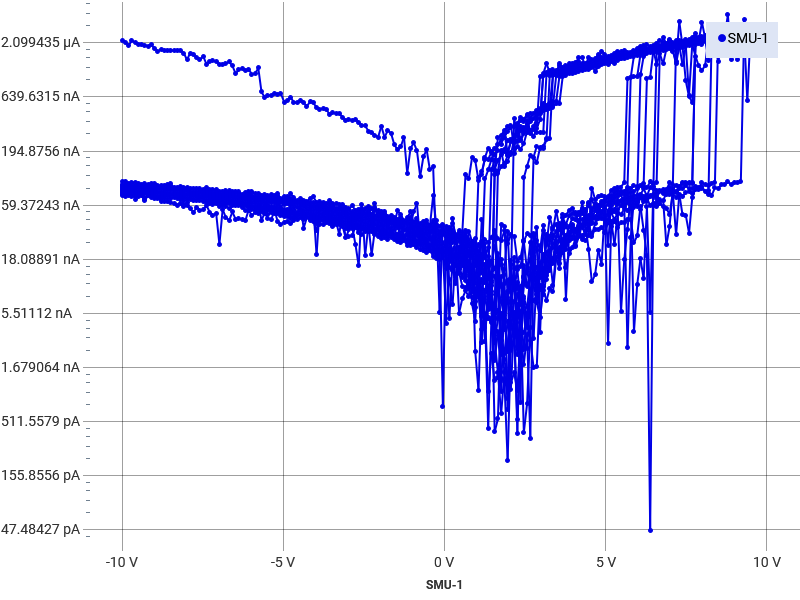 2.099435 µA
SMU-1
639.6315 nA
194.8756 nA
59.37243 nA
18.08891 nA
5.51112 nA
1.679064 nA
511.5579 pA
155.8556 pA
47.48427 pA
-10 V -5 V 0 V 5 V 10 V
SMU-1